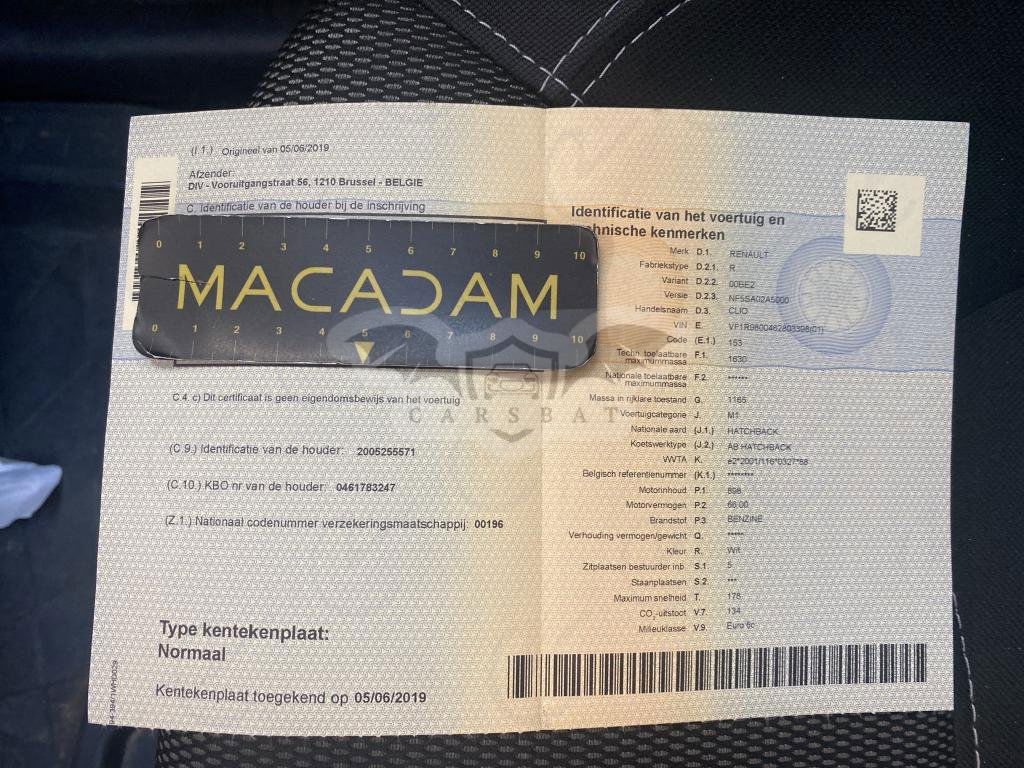 (I 1.) Origineel van 05/06/2019
Afzender:
DIV - Vooruitgangstraat 56, 1210 Brussel - BELGIE
C. Identificatie van de houder bij de inschrijving
0 1 2 3 4 5 6 7 8 9 10
MACADAM
0 1 2 3 4 5 6 7 8 9 10
C.4 c) Dit certificaat is geen eigendomsbewijs van het voertuig
(C.9.) Identificatie van de houder: 2005255571
(C.10.) KBO nr van de houder: 0461783247
(Z.1.) Nationaal codenummer verzekeringsmaatschappij: 00196
Type kentekenplaat:
Normaal
Kentekenplaat toegekend op 05/06/2019
Identificatie van het voertuig en
chnische kenmerken
Merk D.1. RENAULT
Fabriekstype D.2.1. R
Variant D.2.2. 00BE2
Versie D.2.3. NF5SA02A5000
Handelsnaam D.3. CLIO
VIN E.
Code (E.1.) 153
Techn. toelaatbare F.1. 1630
maximummassa
Nationale toelaatbare F.2. ******
maximummassa
Massa in rijklare toestand G. 1165
Voertuigcategorie J. M1
Nationale aard (J.1.) HATCHBACK
Koetswerktype (J.2.) AB HATCHBACK
WVTA K. e2*2001/116*0327*88
Belgisch referentienummer (K.1.) ********
Motorinhoud P.1 898
Motorvermogen P.2 66.00
Brandstof P.3 BENZINE
Verhouding vermogen/gewicht Q. *****
Kleur R. Wit
Zitplaatsen bestuurder inb. S.1. 5
Staanplaatsen S.2. ***
Maximum snelheid T. 178
CO2-uitstoot V.7. 134
Milieuklasse V.9. Euro 6c
CARSBAT